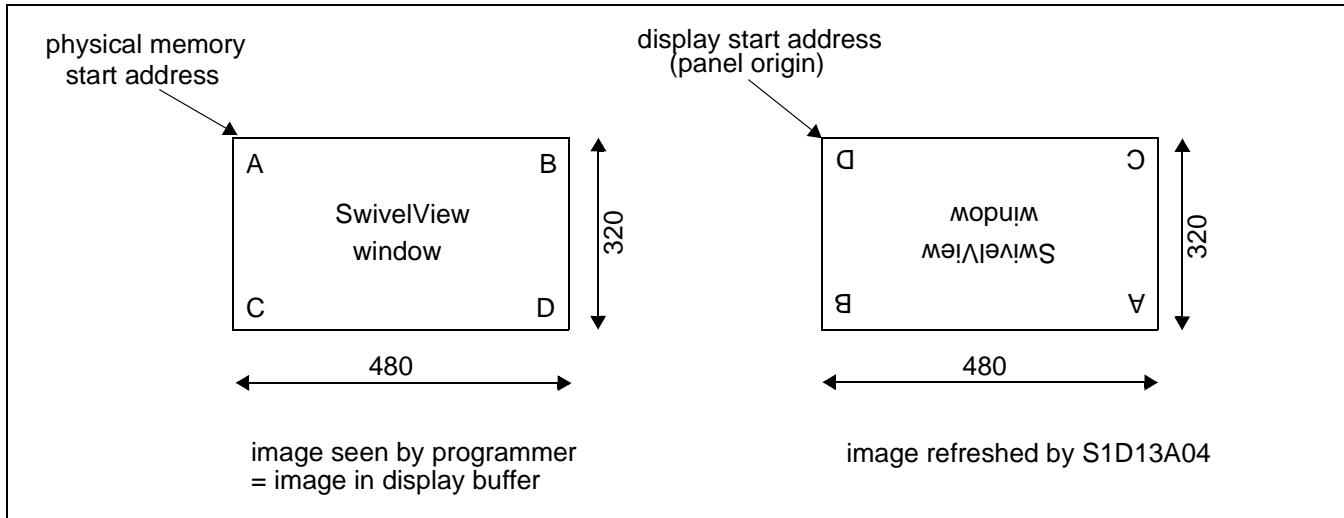 physical memory
start address
A
B
SwivelView
window
C
D
320
480
image seen by programmer
= image in display buffer
display start address
(panel origin)
D
C
window
SwivelView
B
A
320
480
image refreshed by S1D13A04